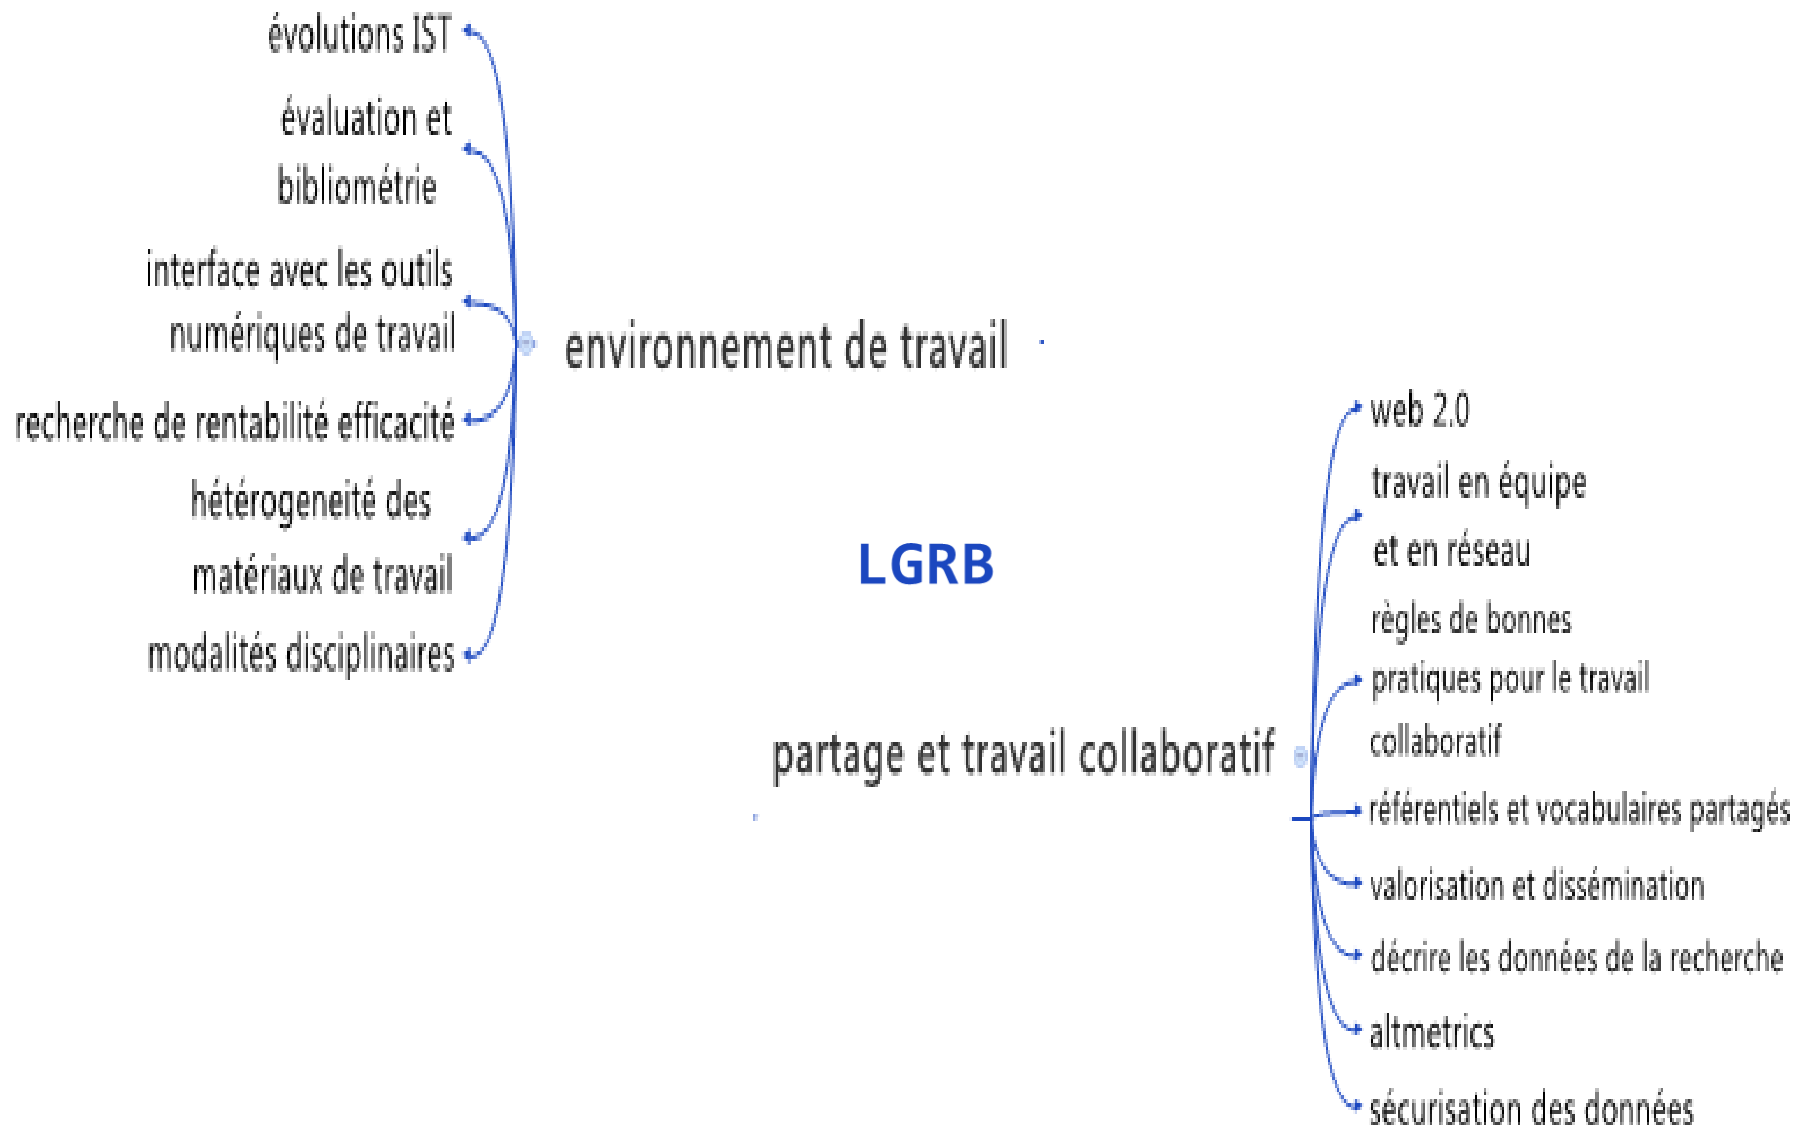 évolutions IST
évaluation et
bibliométrie
interface avec les outils
numériques de travail
recherche de rentabilité efficacité
hétérogeneité des
matériaux de travail
modalités disciplinaires
environnement de travail
LGRB
partage et travail collaboratif
web 2.0
travail en équipe
et en réseau
règles de bonnes
pratiques pour le travail
collaboratif
référentiels et vocabulaires partagés
valorisation et dissémination
décrire les données de la recherche
altmetrics
sécurisation des données